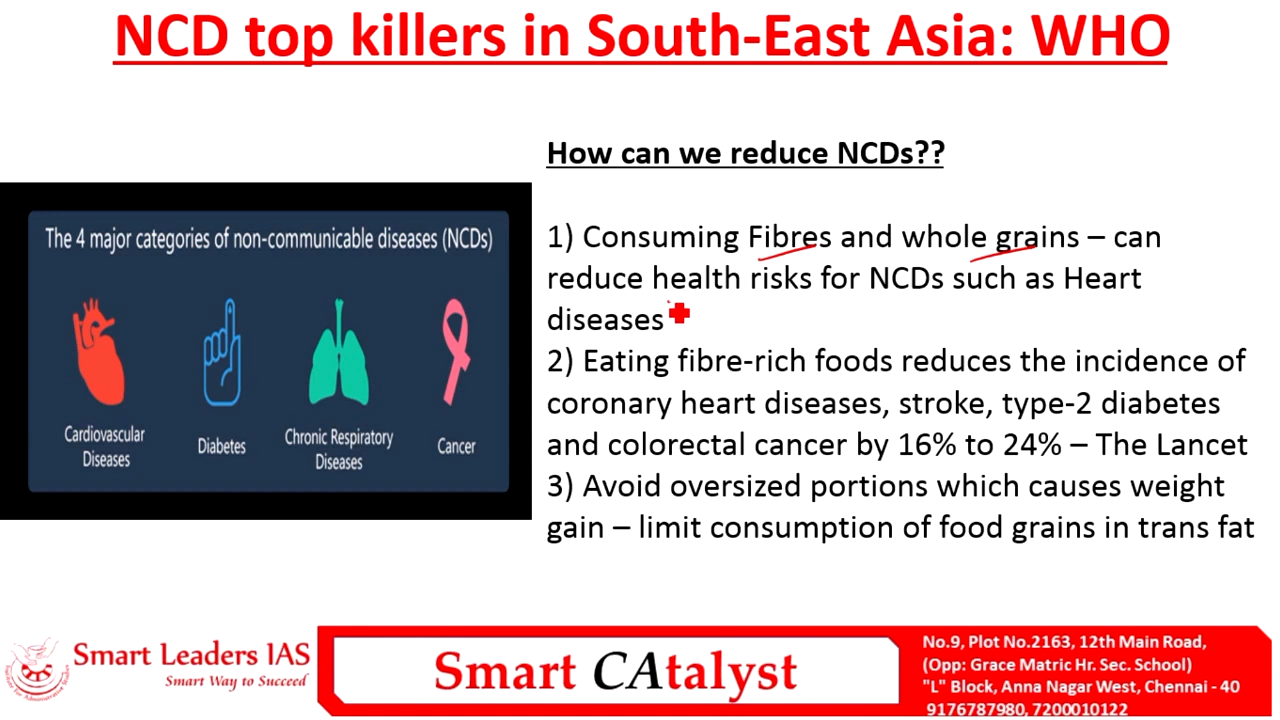 NCD top killers in South-East Asia: WHO
The 4 major categories of non-communicable diseases (NCDs)
Cardiovascular
Diseases
Diabetes
Chronic Respiratory
Diseases
Cancer
How can we reduce NCDs??
1) Consuming Fibres and whole grains – can
reduce health risks for NCDs such as Heart
diseases
2) Eating fibre-rich foods reduces the incidence of
coronary heart diseases, stroke, type-2 diabetes
and colorectal cancer by 16% to 24% – The Lancet
3) Avoid oversized portions which causes weight
gain – limit consumption of food grains in trans fat
Smart Leaders IAS
Smart Way to Succeed
Smart CAtalyst
No.9, Plot No.2163, 12th Main Road,
(Opp: Grace Matric Hr. Sec. School)
"L" Block, Anna Nagar West, Chennai - 40
9176787980, 7200010122